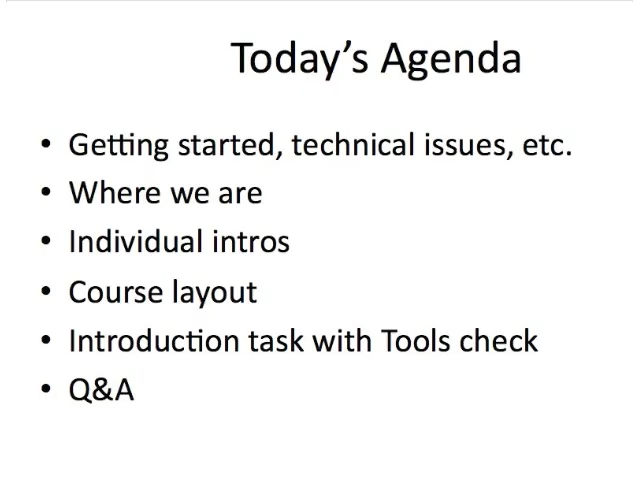 Today’s Agenda
• Getting started, technical issues, etc.
• Where we are
• Individual intros
• Course layout
• Introduction task with Tools check
• Q&A